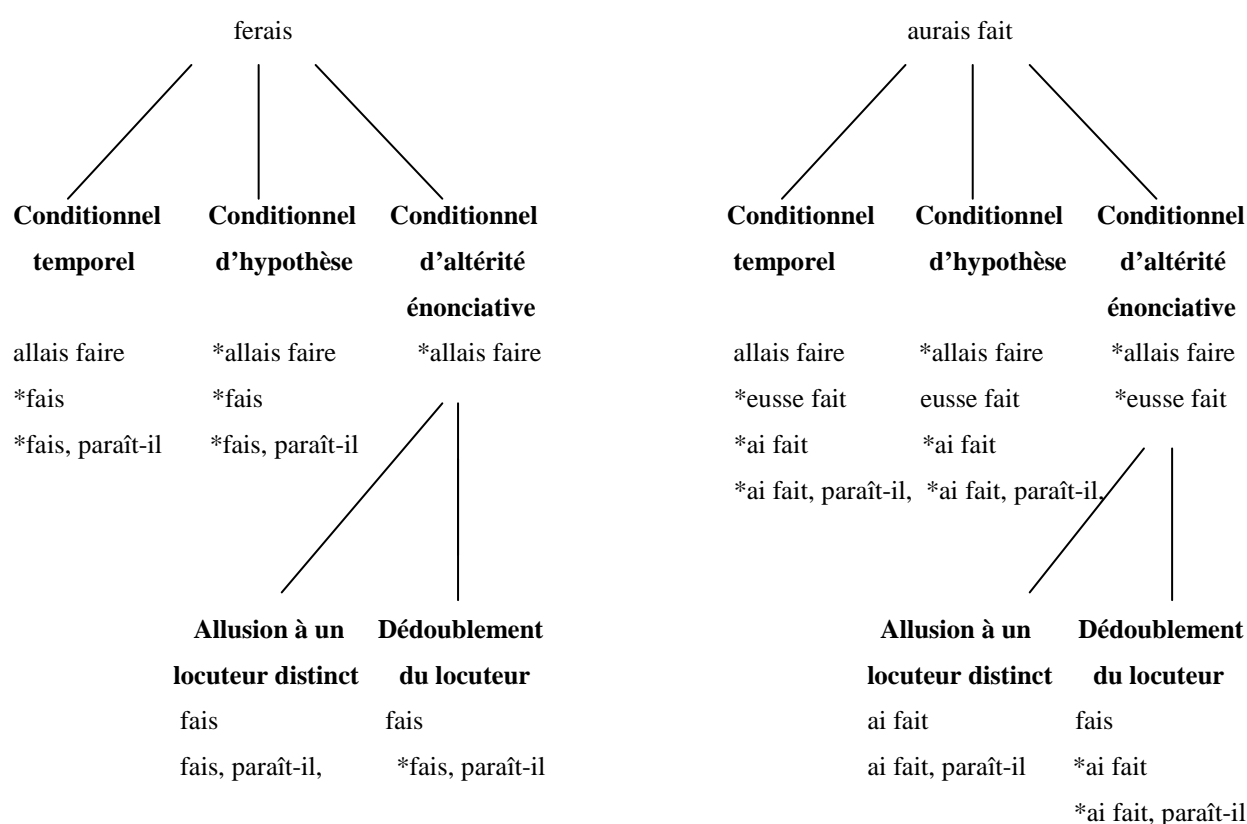 ferais
aurais fait
Conditionnel Conditionnel Conditionnel
temporel d'hypothèse d'altérité
énonciative
allais faire *allais faire *allais faire
*fais *fais
*fais, paraît-il *fais, paraît-il
Allusion à un Dédoublement
locuteur distinct du locuteur
fais fais
fais, paraît-il, *fais, paraît-il
Conditionnel Conditionnel Conditionnel
temporel d'hypothèse d'altérité
énonciative
allais faire *allais faire *allais faire
*eusse fait eusse fait *eusse fait
*ai fait *ai fait
*ai fait, paraît-il, *ai fait, paraît-il,
Allusion à un Dédoublement
locuteur distinct du locuteur
ai fait fais
ai fait, paraît-il *ai fait
*ai fait, paraît-il